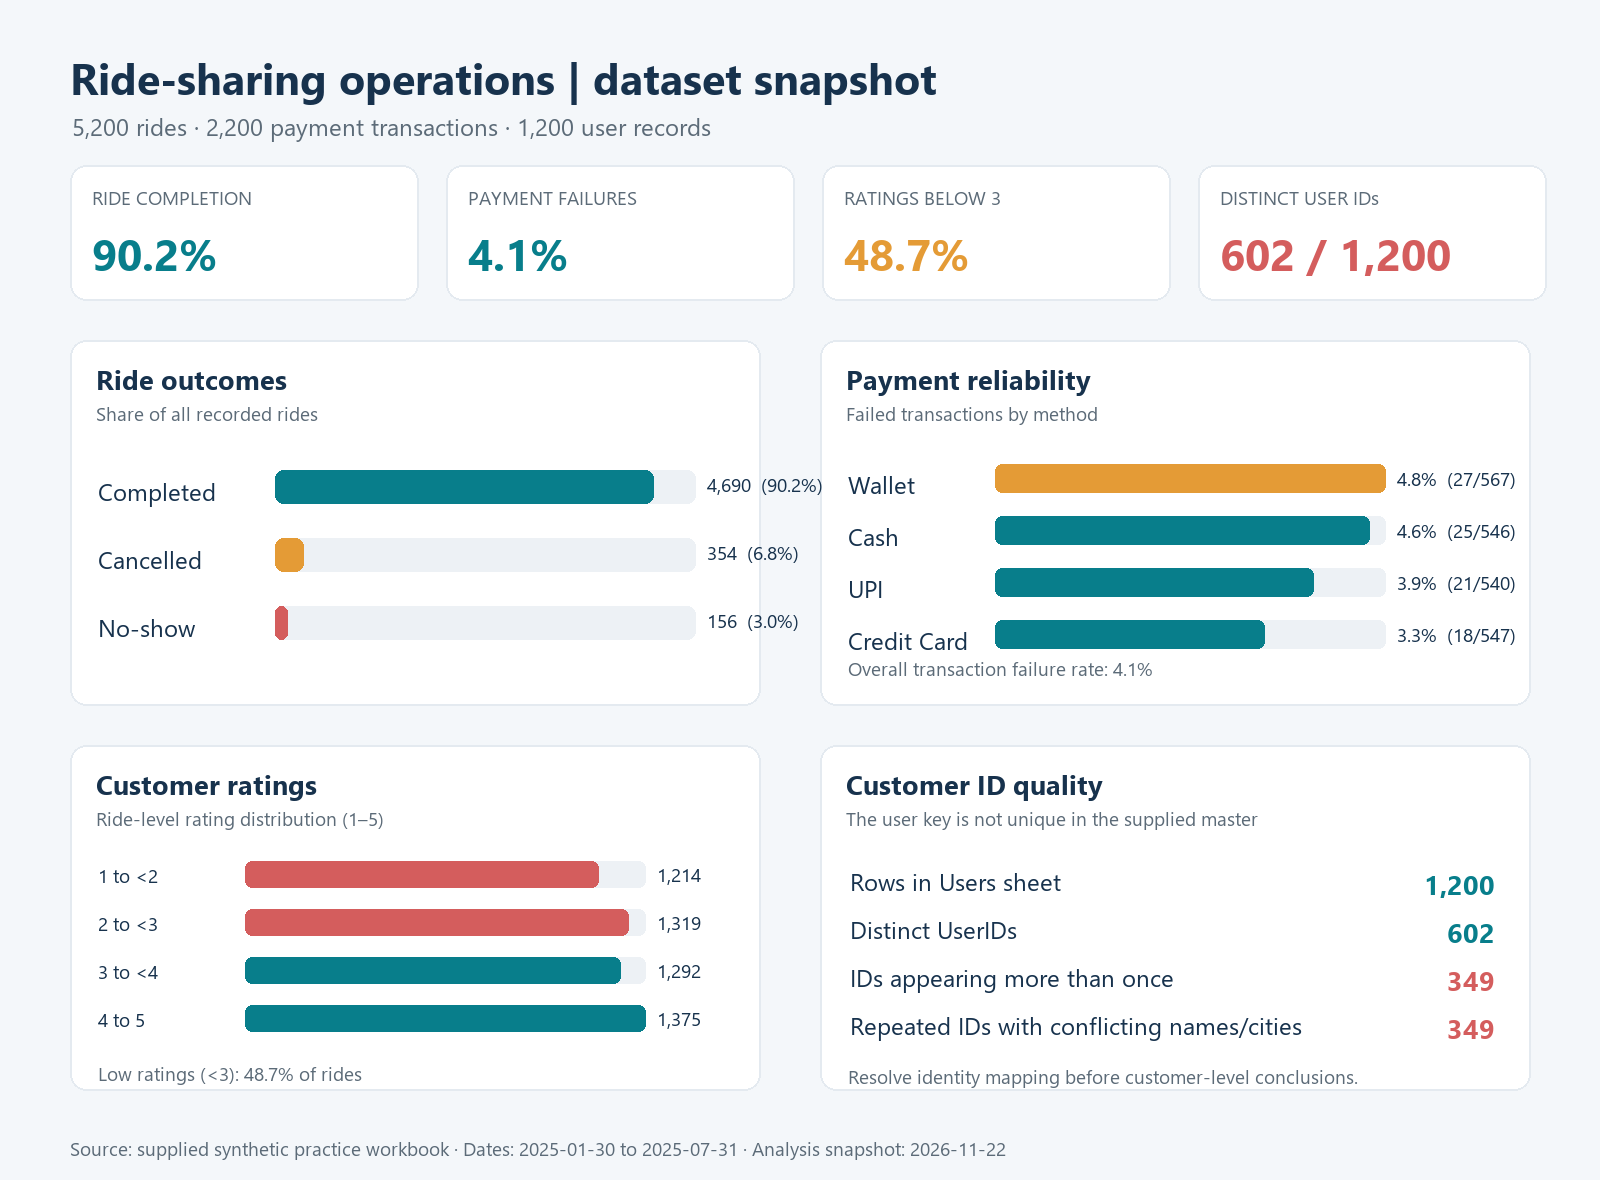 Ride-sharing operations | dataset snapshot
5,200 rides · 2,200 payment transactions · 1,200 user records
RIDE COMPLETION
90.2%
PAYMENT FAILURES
4.1%
RATINGS BELOW 3
48.7%
DISTINCT USER IDs
602 / 1,200
Ride outcomes
Share of all recorded rides
Completed 4,690 (90.2%)
Cancelled 354 (6.8%)
No-show 156 (3.0%)
Payment reliability
Failed transactions by method
Wallet 4.8% (27/567)
Cash 4.6% (25/546)
UPI 3.9% (21/540)
Credit Card 3.3% (18/547)
Overall transaction failure rate: 4.1%
Customer ratings
Ride-level rating distribution (1–5)
1 to <2 1,214
2 to <3 1,319
3 to <4 1,292
4 to 5 1,375
Low ratings (<3): 48.7% of rides
Customer ID quality
The user key is not unique in the supplied master
Rows in Users sheet 1,200
Distinct UserIDs 602
IDs appearing more than once 349
Repeated IDs with conflicting names/cities 349
Resolve identity mapping before customer-level conclusions.
Source: supplied synthetic practice workbook · Dates: 2025-01-30 to 2025-07-31 · Analysis snapshot: 2026-11-22